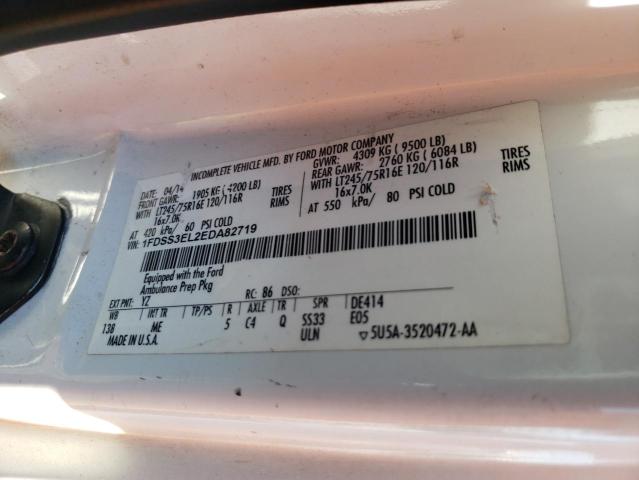 INCOMPLETE VEHICLE MFD. BY FORD MOTOR COMPANY
DATE: 04/14 GVWR: 4309 KG ( 9500 LB)
FRONT GAWR: 1905 KG ( 4200 LB) REAR GAWR: 2760 KG ( 6084 LB)
WITH LT245/75R16E 120/116R TIRES WITH LT245/75R16E 120/116R TIRES
16x7.0K RIMS 16x7.0K RIMS
AT 420 kPa/ 60 PSI COLD AT 550 kPa/ 80 PSI COLD
VIN: 1FDSS3EL2EDA82719
Equipped with the Ford
Ambulance Prep Pkg
EXT PNT: YZ RC: 86 DSO:
WB INT TR TP/PS R AXLE TR SPR DE414
138 ME 5 C4 Q SS33 E05
MADE IN U.S.A. ULN ▽5U5A-3520472-AA